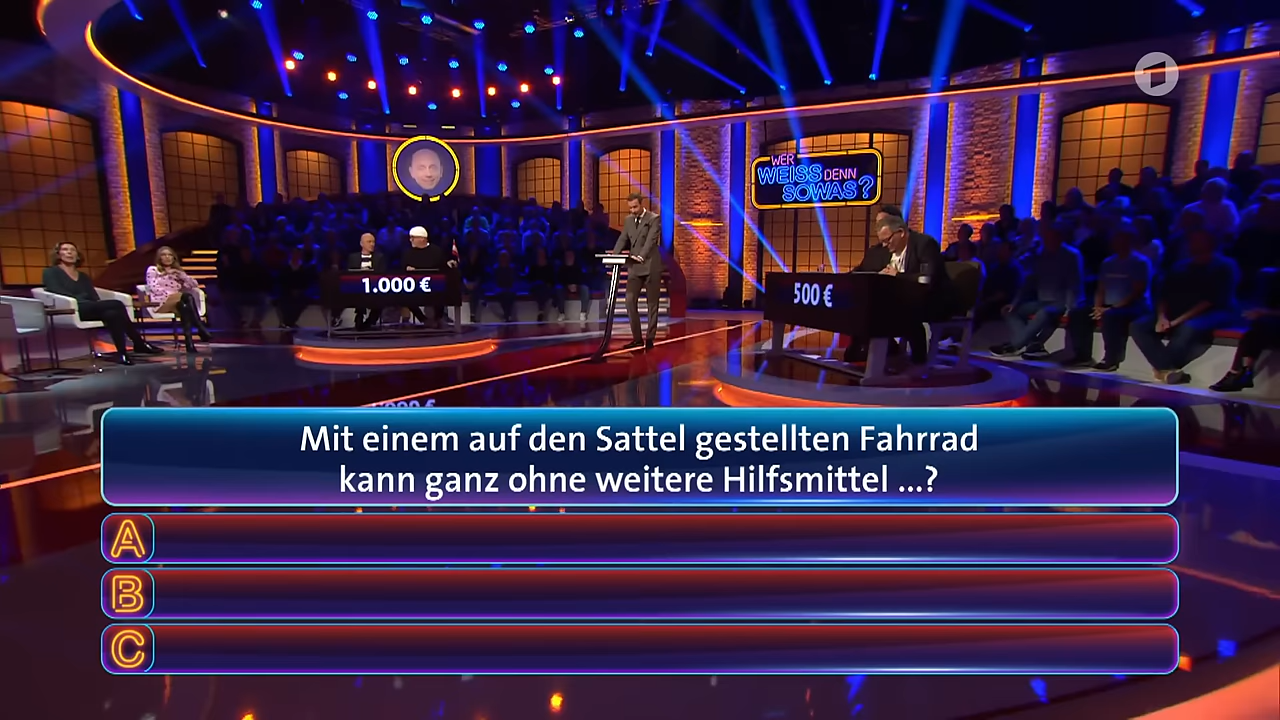 1
WER
WEISS DENN
SOWAS?
1.000 €
500 €
Mit einem auf den Sattel gestellten Fahrrad
kann ganz ohne weitere Hilfsmittel ...?
A
B
C